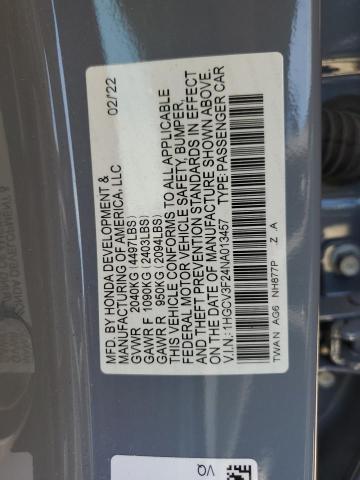 MFD. BY HONDA DEVELOPMENT & 02/'22
MANUFACTURING OF AMERICA, LLC
GVWR 2040KG (4497LBS)
GAWR F 1090KG (2403LBS)
GAWR R 950KG (2094LBS)
THIS VEHICLE CONFORMS TO ALL APPLICABLE
FEDERAL MOTOR VEHICLE SAFETY, BUMPER,
AND THEFT PREVENTION STANDARDS IN EFFECT
ON THE DATE OF MANUFACTURE SHOWN ABOVE.
V.I.N.: 1HGCV3F24NA013457 TYPE: PASSENGER CAR
TWAN AG6 NH877P Z A
VQ